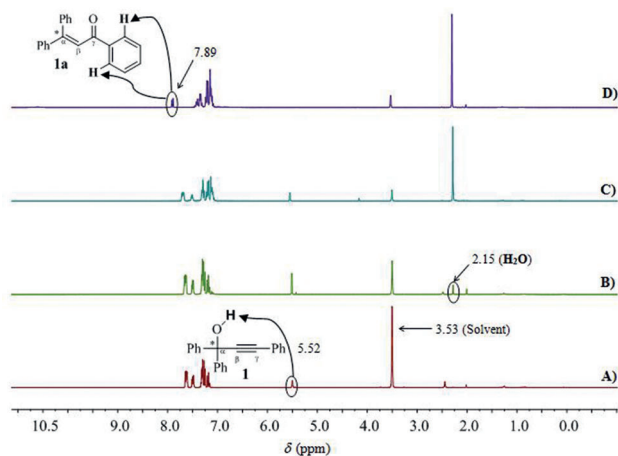 Ph
H
O
* 7.89
Ph α β γ
1a H
D)
C)
2.15 (H₂O)
B)
H
O
3.53 (Solvent)
*
Ph α Ph 5.52
Ph β γ
1
A)
10.5 9.0 8.0 7.0 6.0 5.0 4.0 3.0 2.0 1.0 0.0
δ (ppm)